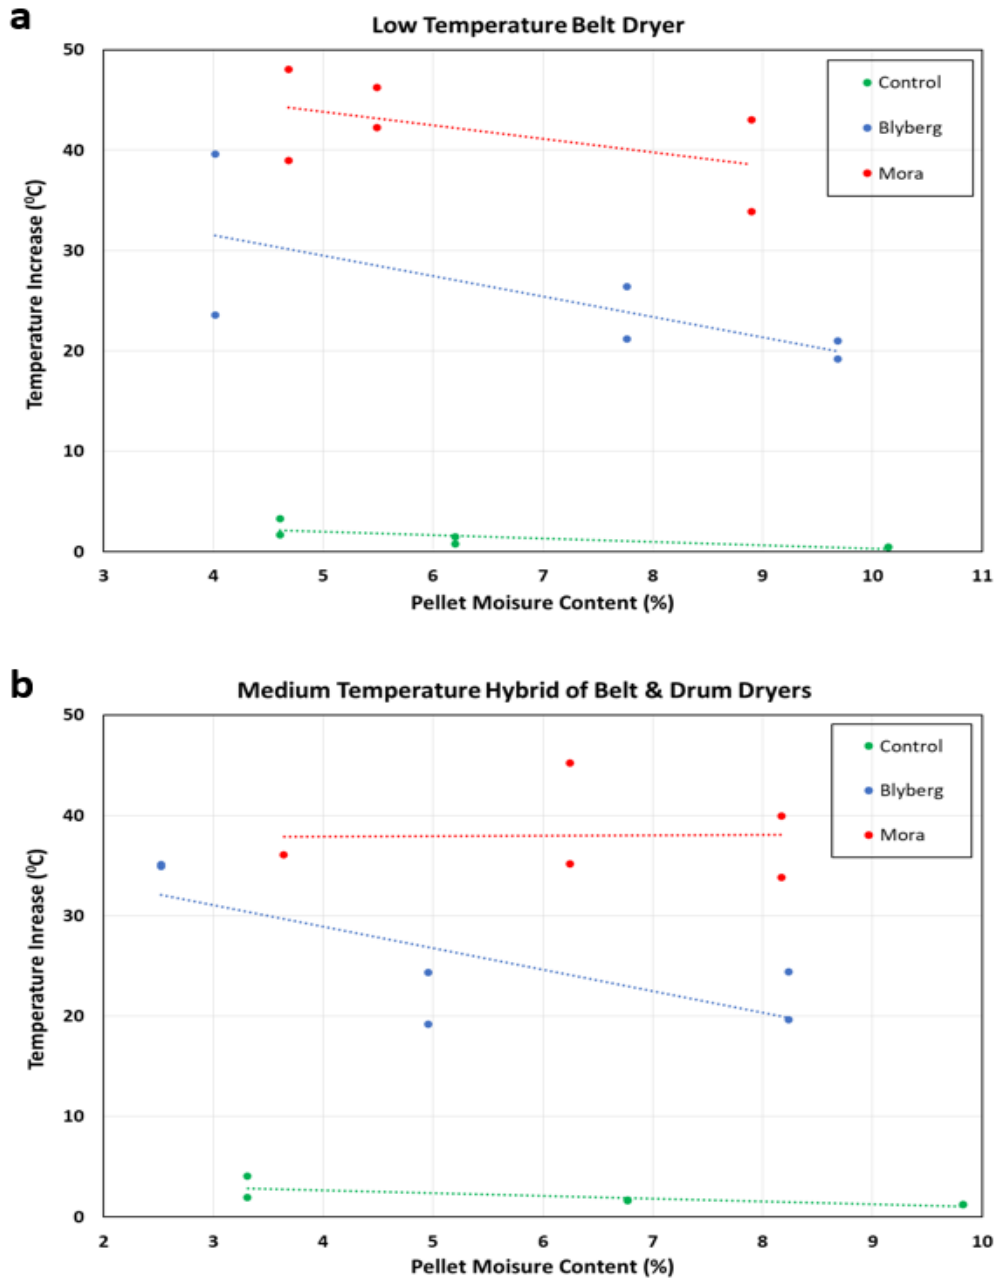 a
Low Temperature Belt Dryer
50
40
30
20
10
0
Temperature Increase (⁰C)
3 4 5 6 7 8 9 10 11
Pellet Moisure Content (%)
Control
Blyberg
Mora
b
Medium Temperature Hybrid of Belt & Drum Dryers
50
40
30
20
10
0
Temperature Inrease (⁰C)
2 3 4 5 6 7 8 9 10
Pellet Moisture Content (%)
Control
Blyberg
Mora